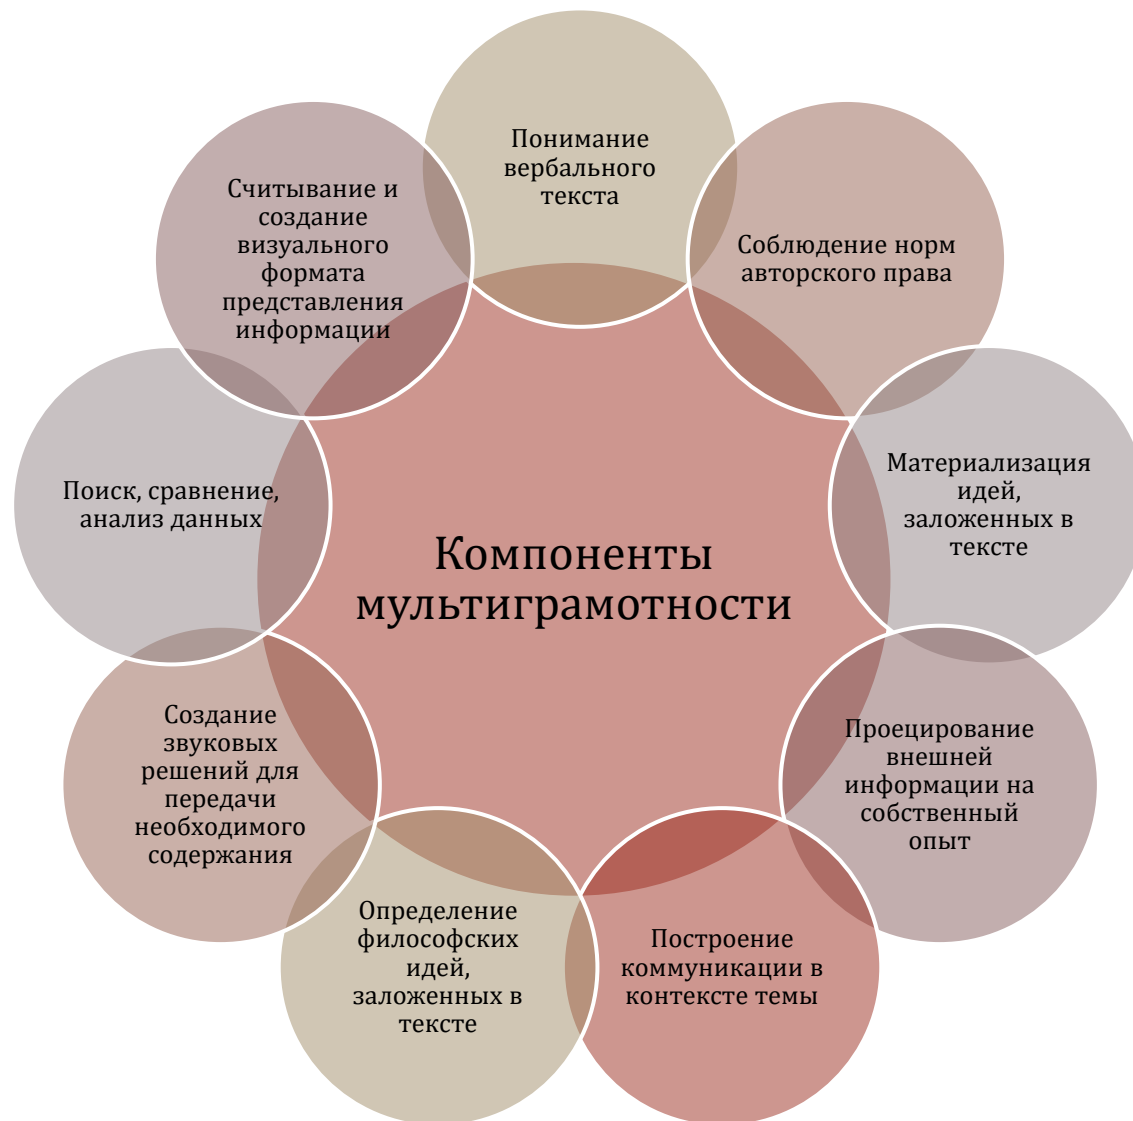 Понимание
вербального
текста
Соблюдение норм
авторского права
Материализация
идей,
заложенных в
тексте
Проецирование
внешней
информации на
собственный
опыт
Построение
коммуникации в
контексте темы
Определение
философских
идей,
заложенных в
тексте
Создание
звуковых
решений для
передачи
необходимого
содержания
Поиск, сравнение,
анализ данных
Считывание и
создание
визуального
формата
представления
информации
Компоненты
мультиграмотности